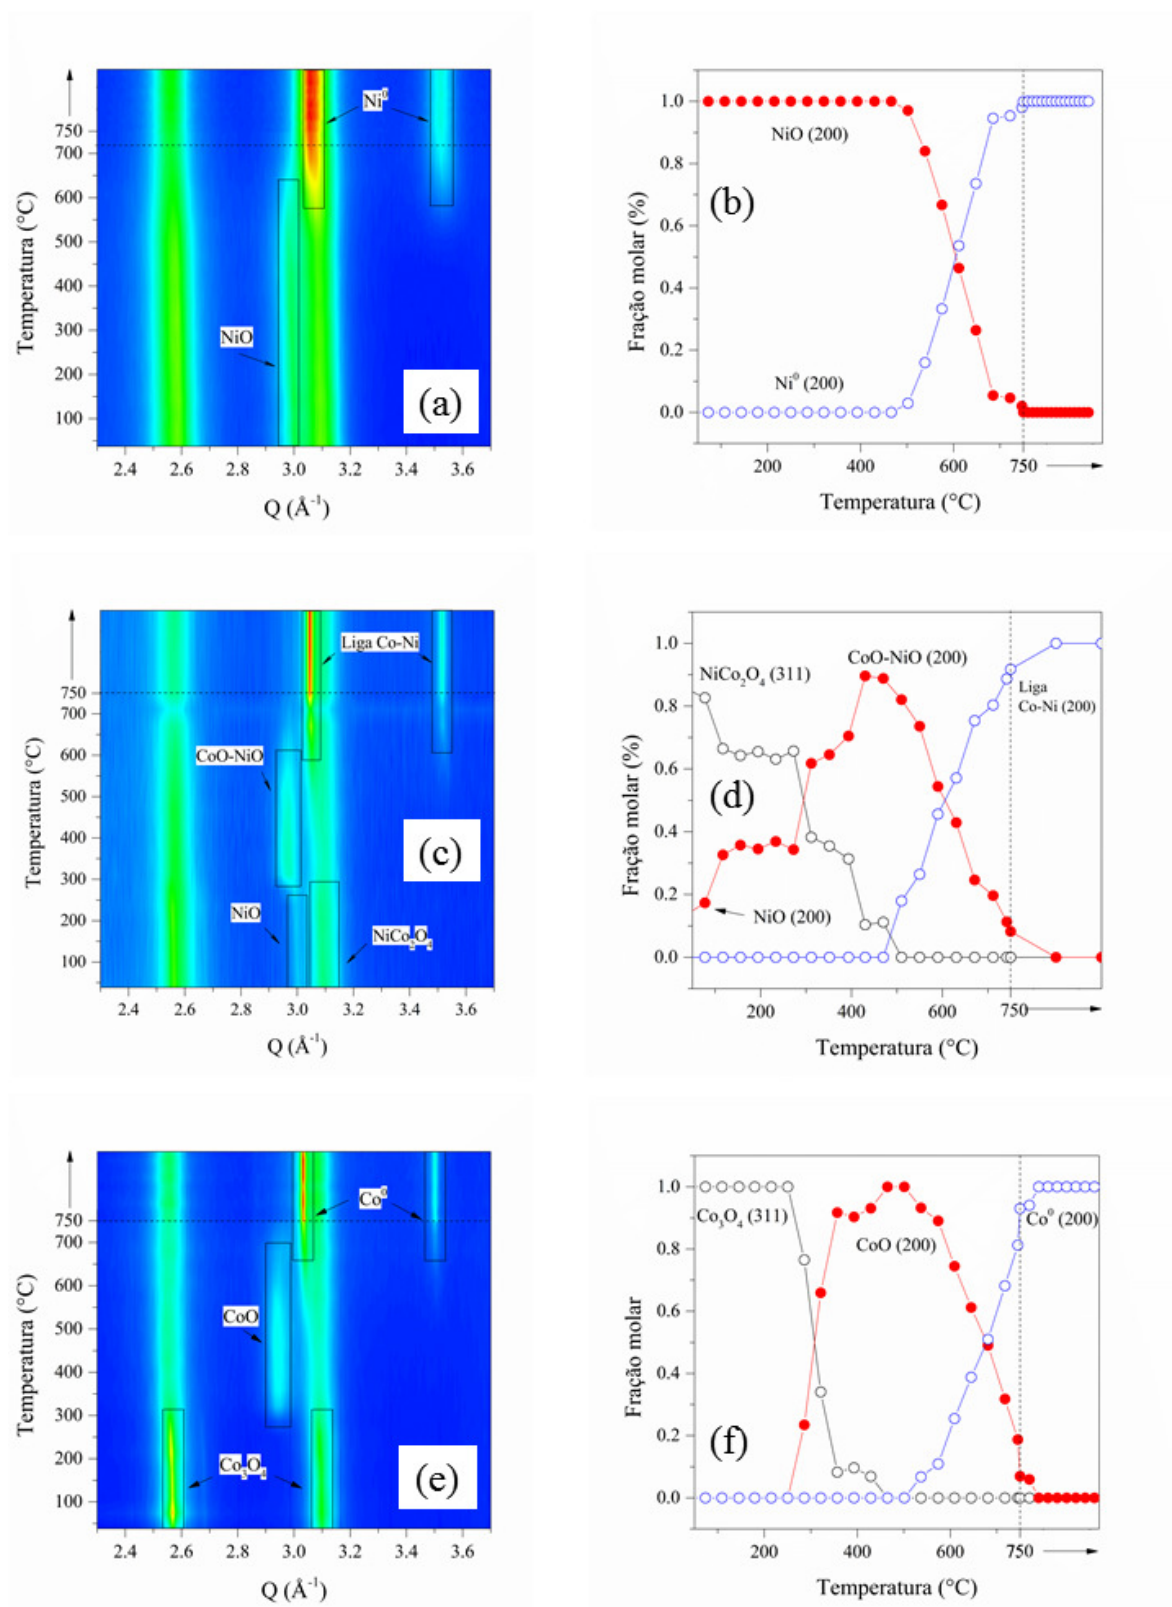 750
700
600
500
400
300
200
100
Temperatura (°C)
Ni⁰
NiO
(a)
2.4 2.6 2.8 3.0 3.2 3.4 3.6
Q (Å⁻¹)
1.0
0.8
0.6
0.4
0.2
0.0
Fração molar (%)
NiO (200)
(b)
Ni⁰ (200)
200 400 600 750
Temperatura (°C)
750
700
600
500
400
300
200
100
Temperatura (°C)
Liga Co-Ni
CoO-NiO
(c)
NiO
NiCo₂O₄
2.4 2.6 2.8 3.0 3.2 3.4 3.6
Q (Å⁻¹)
1.0
0.8
0.6
0.4
0.2
0.0
Fração molar (%)
CoO-NiO (200)
NiCo₂O₄ (311)
Liga
Co-Ni (200)
(d)
NiO (200)
200 400 600 750
Temperatura (°C)
750
700
600
500
400
300
200
100
Temperatura (°C)
Co⁰
CoO
Co₃O₄
(e)
2.4 2.6 2.8 3.0 3.2 3.4 3.6
Q (Å⁻¹)
1.0
0.8
0.6
0.4
0.2
0.0
Fração molar
Co₃O₄ (311)
CoO (200)
Co⁰ (200)
(f)
200 400 600 750
Temperatura (°C)